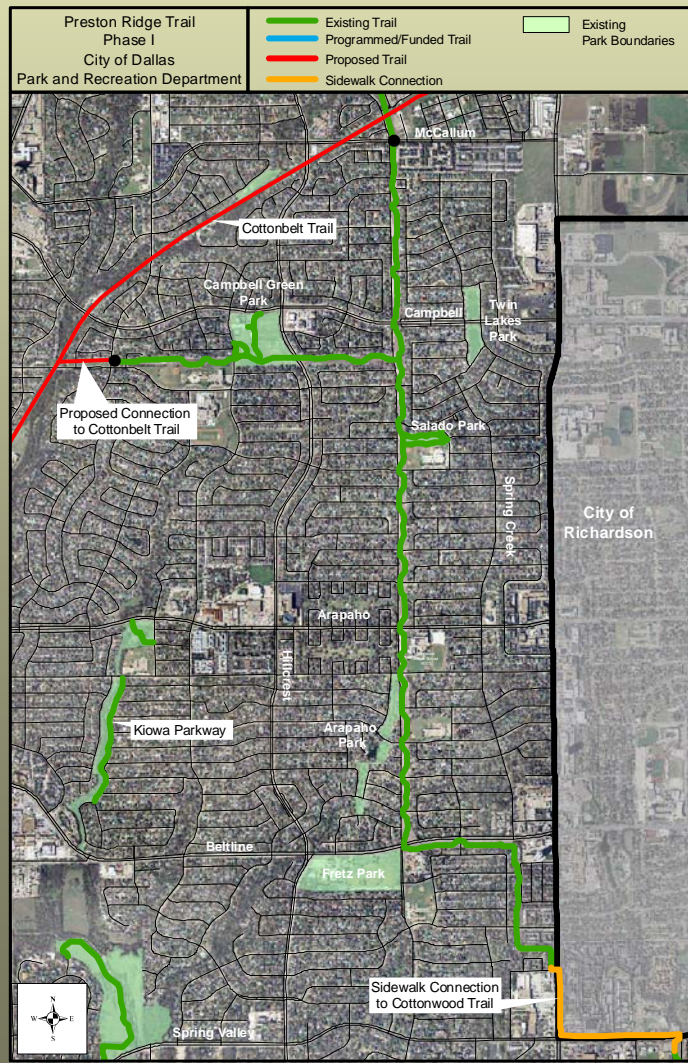 Preston Ridge Trail
Phase I
City of Dallas
Park and Recreation Department
Existing Trail
Programmed/Funded Trail
Proposed Trail
Sidewalk Connection
Existing
Park Boundaries
McCallum
Cottonbelt Trail
Campbell Green
Park
Campbell
Twin
Lakes
Park
Proposed Connection
to Cottonbelt Trail
Salado Park
Spring Creek
City of
Richardson
Arapaho
Hillcrest
Kiowa Parkway
Arapaho
Park
Beltline
Fretz Park
Sidewalk Connection
to Cottonwood Trail
Spring Valley
N
W
E
S